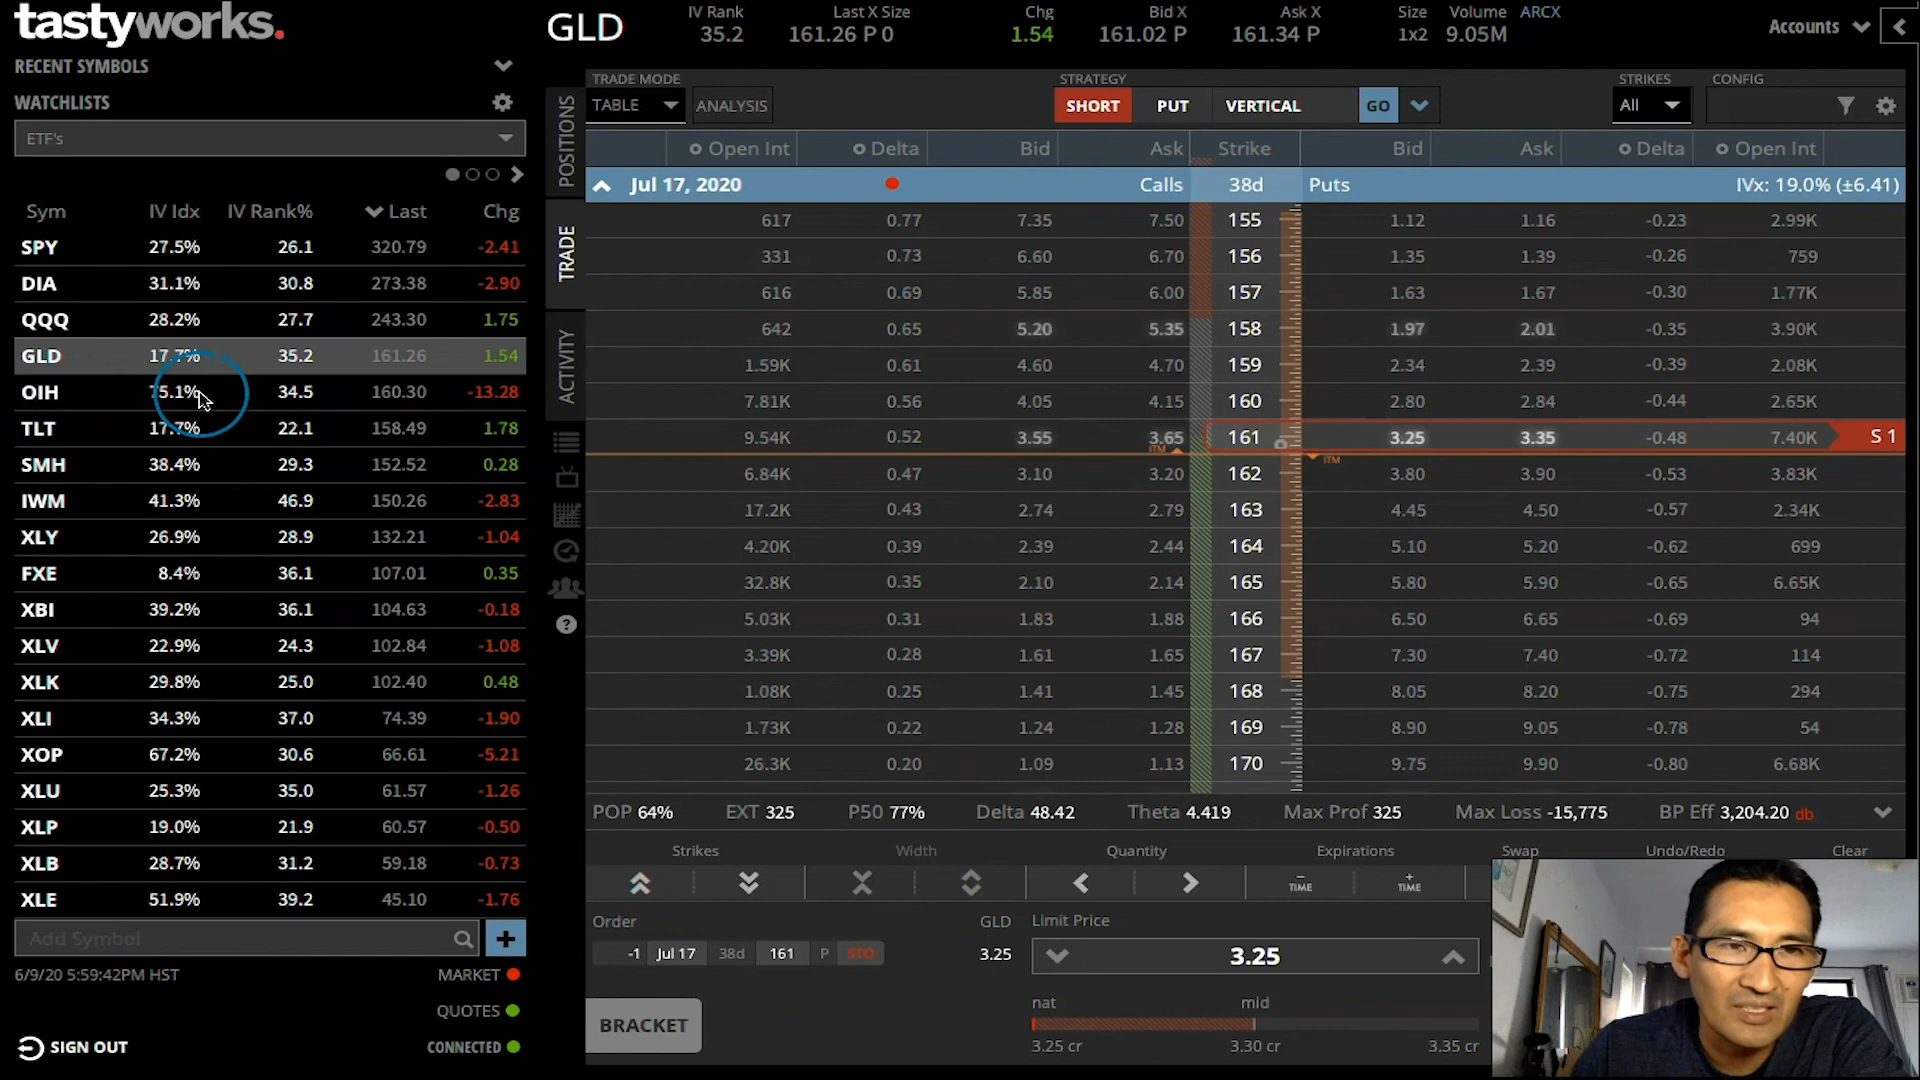 tastyworks.
RECENT SYMBOLS
WATCHLISTS
ETF's
Sym IV Idx IV Rank% Last Chg
SPY 27.5% 26.1 320.79 -2.41
DIA 31.1% 30.8 273.38 -2.90
QQQ 28.2% 27.7 243.30 1.75
GLD 17.7% 35.2 161.26 1.54
OIH 75.1% 34.5 160.30 -13.28
TLT 17.7% 22.1 158.49 1.78
SMH 38.4% 29.3 152.52 0.28
IWM 41.3% 46.9 150.26 -2.83
XLY 26.9% 28.9 132.21 -1.04
FXE 8.4% 36.1 107.01 0.35
XBI 39.2% 36.1 104.63 -0.18
XLV 22.9% 24.3 102.84 -1.08
XLK 29.8% 25.0 102.40 0.48
XLI 34.3% 37.0 74.39 -1.90
XOP 67.2% 30.6 66.61 -5.21
XLU 25.3% 35.0 61.57 -1.26
XLP 19.0% 21.9 60.57 -0.50
XLB 28.7% 31.2 59.18 -0.73
XLE 51.9% 39.2 45.10 -1.76
Add Symbol +
6/9/20 5:59:42PM HST MARKET
QUOTES
SIGN OUT CONNECTED
GLD
IV Rank Last X Size Chg Bid X Ask X Size Volume ARCX
35.2 161.26 P 0 1.54 161.02 P 161.34 P 1x2 9.05M
Accounts
POSITIONS
TRADE
ACTIVITY
?
TRADE MODE STRATEGY STRIKES CONFIG
TABLE ANALYSIS SHORT PUT VERTICAL GO All
Open Int Delta Bid Ask Strike Bid Ask Delta Open Int
Jul 17, 2020 Calls 38d Puts IVx: 19.0% (±6.41)
617 0.77 7.35 7.50 155 1.12 1.16 -0.23 2.99K
331 0.73 6.60 6.70 156 1.35 1.39 -0.26 759
616 0.69 5.85 6.00 157 1.63 1.67 -0.30 1.77K
642 0.65 5.20 5.35 158 1.97 2.01 -0.35 3.90K
1.59K 0.61 4.60 4.70 159 2.34 2.39 -0.39 2.08K
7.81K 0.56 4.05 4.15 160 2.80 2.84 -0.44 2.65K
9.54K 0.52 3.55 3.65 161 3.25 3.35 -0.48 7.40K S 1
ITM ITM
6.84K 0.47 3.10 3.20 162 3.80 3.90 -0.53 3.83K
17.2K 0.43 2.74 2.79 163 4.45 4.50 -0.57 2.34K
4.20K 0.39 2.39 2.44 164 5.10 5.20 -0.62 699
32.8K 0.35 2.10 2.14 165 5.80 5.90 -0.65 6.65K
5.03K 0.31 1.83 1.88 166 6.50 6.65 -0.69 94
3.39K 0.28 1.61 1.65 167 7.30 7.40 -0.72 114
1.08K 0.25 1.41 1.45 168 8.05 8.20 -0.75 294
1.73K 0.22 1.24 1.28 169 8.90 9.05 -0.78 54
26.3K 0.20 1.09 1.13 170 9.75 9.90 -0.80 6.68K
POP 64% EXT 325 P50 77% Delta 48.42 Theta 4.419 Max Prof 325 Max Loss -15,775 BP Eff 3,204.20 db
Strikes Width Quantity Expirations Swap Undo/Redo Clear
- TIME + TIME
Order GLD Limit Price
-1 Jul 17 38d 161 P STO 3.25 3.25
nat mid
BRACKET
3.25 cr 3.30 cr 3.35 cr